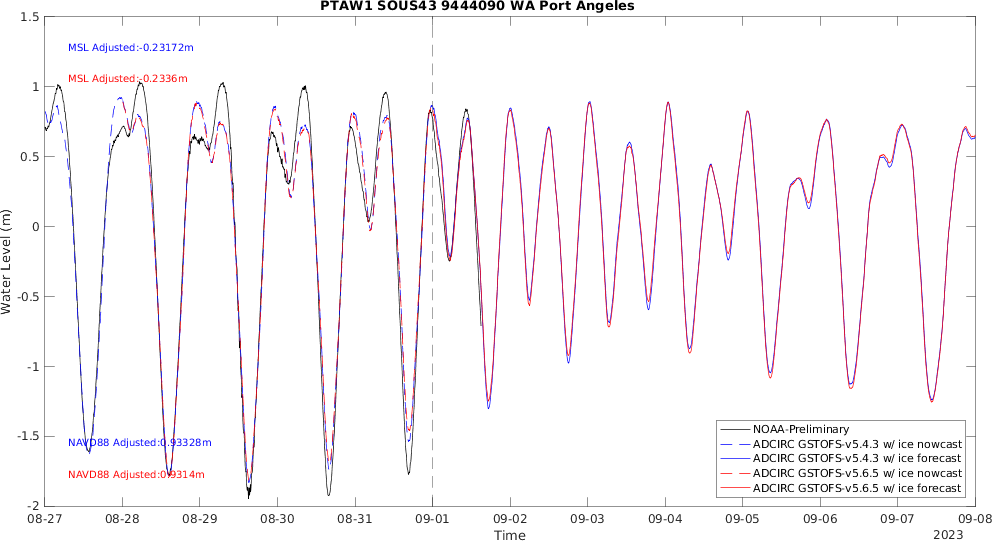 PTAW1 SOUS43 9444090 WA Port Angeles
1.5
1
0.5
0
-0.5
-1
-1.5
-2
Water Level (m)
MSL Adjusted:-0.23172m
MSL Adjusted:-0.2336m
NAVD88 Adjusted:0.93328m
NAVD88 Adjusted:0.9314m
NOAA-Preliminary
ADCIRC GSTOFS-v5.4.3 w/ ice nowcast
ADCIRC GSTOFS-v5.4.3 w/ ice forecast
ADCIRC GSTOFS-v5.6.5 w/ ice nowcast
ADCIRC GSTOFS-v5.6.5 w/ ice forecast
08-27 08-28 08-29 08-30 08-31 09-01 09-02 09-03 09-04 09-05 09-06 09-07 09-08
Time
2023